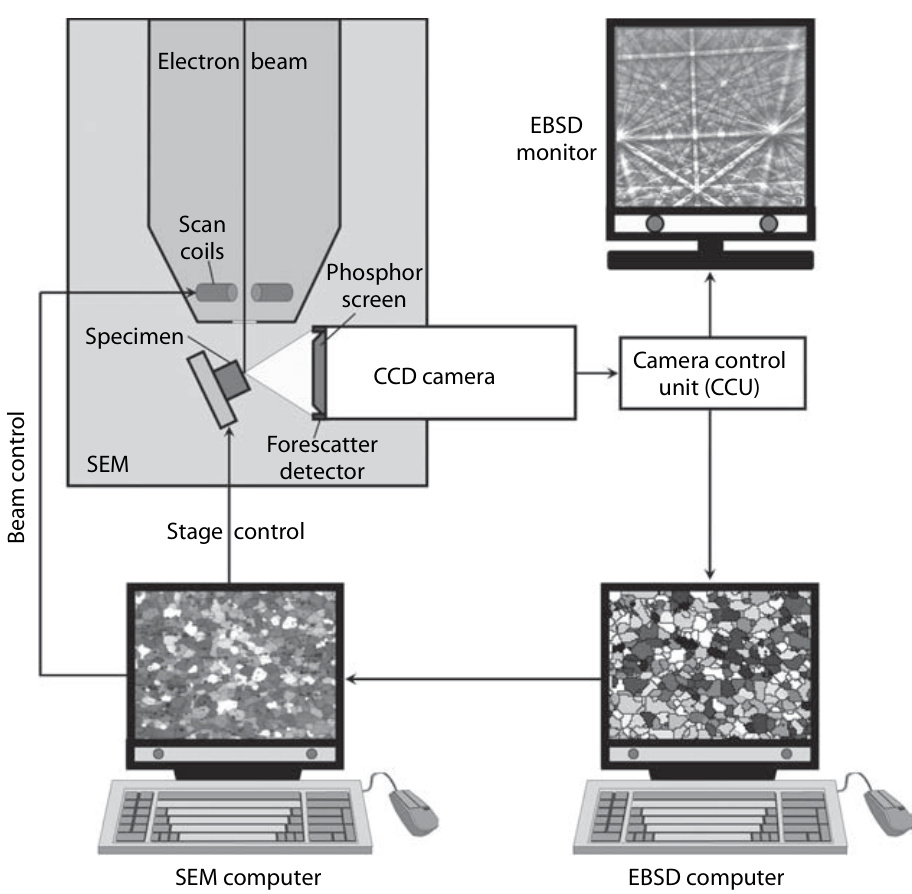 Electron beam
EBSD
monitor
Scan
coils
Phosphor
screen
Specimen
CCD camera
Camera control
unit (CCU)
Forescatter
detector
SEM
Beam control
Stage control
SEM computer
EBSD computer